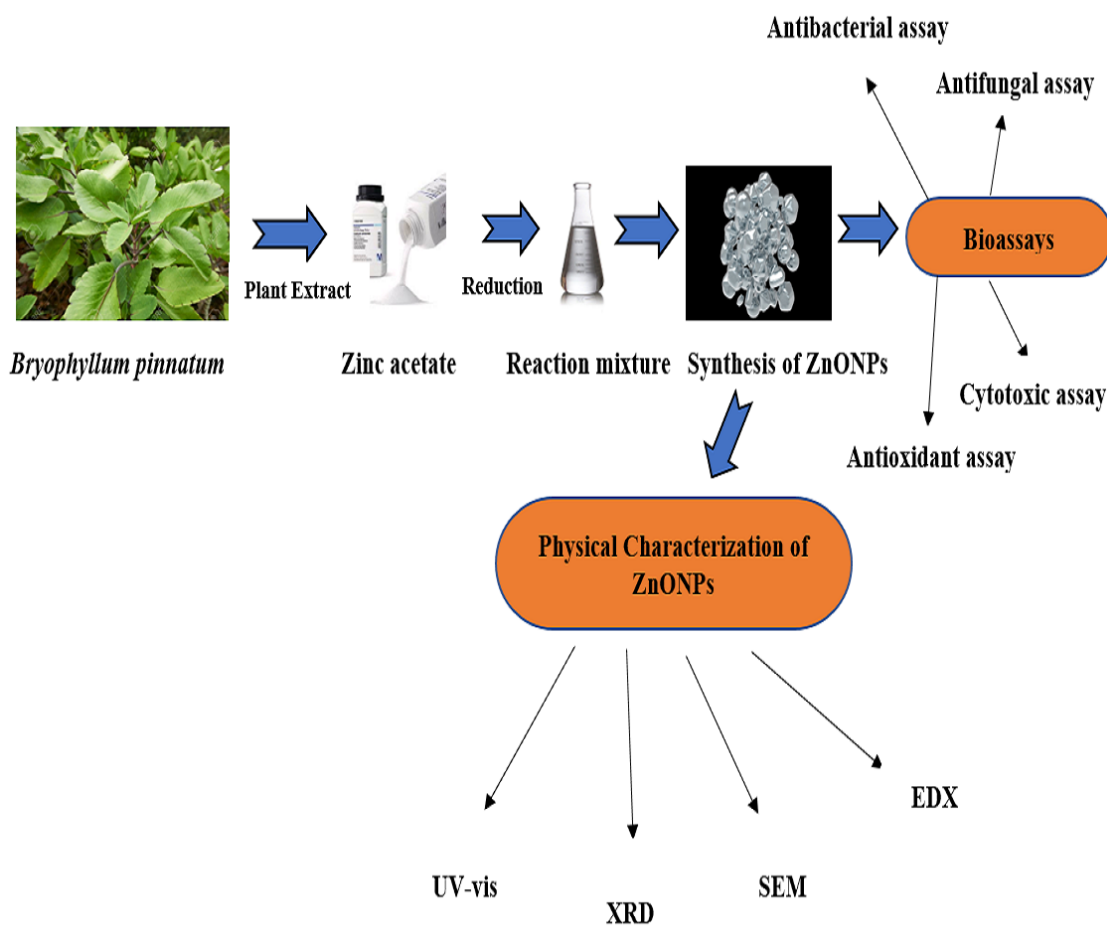 Antibacterial assay
Antifungal assay
Bioassays
Plant Extract
Reduction
Bryophyllum pinnatum
Zinc acetate
Reaction mixture
Synthesis of ZnONPs
Cytotoxic assay
Antioxidant assay
Physical Characterization of
ZnONPs
EDX
UV-vis
SEM
XRD